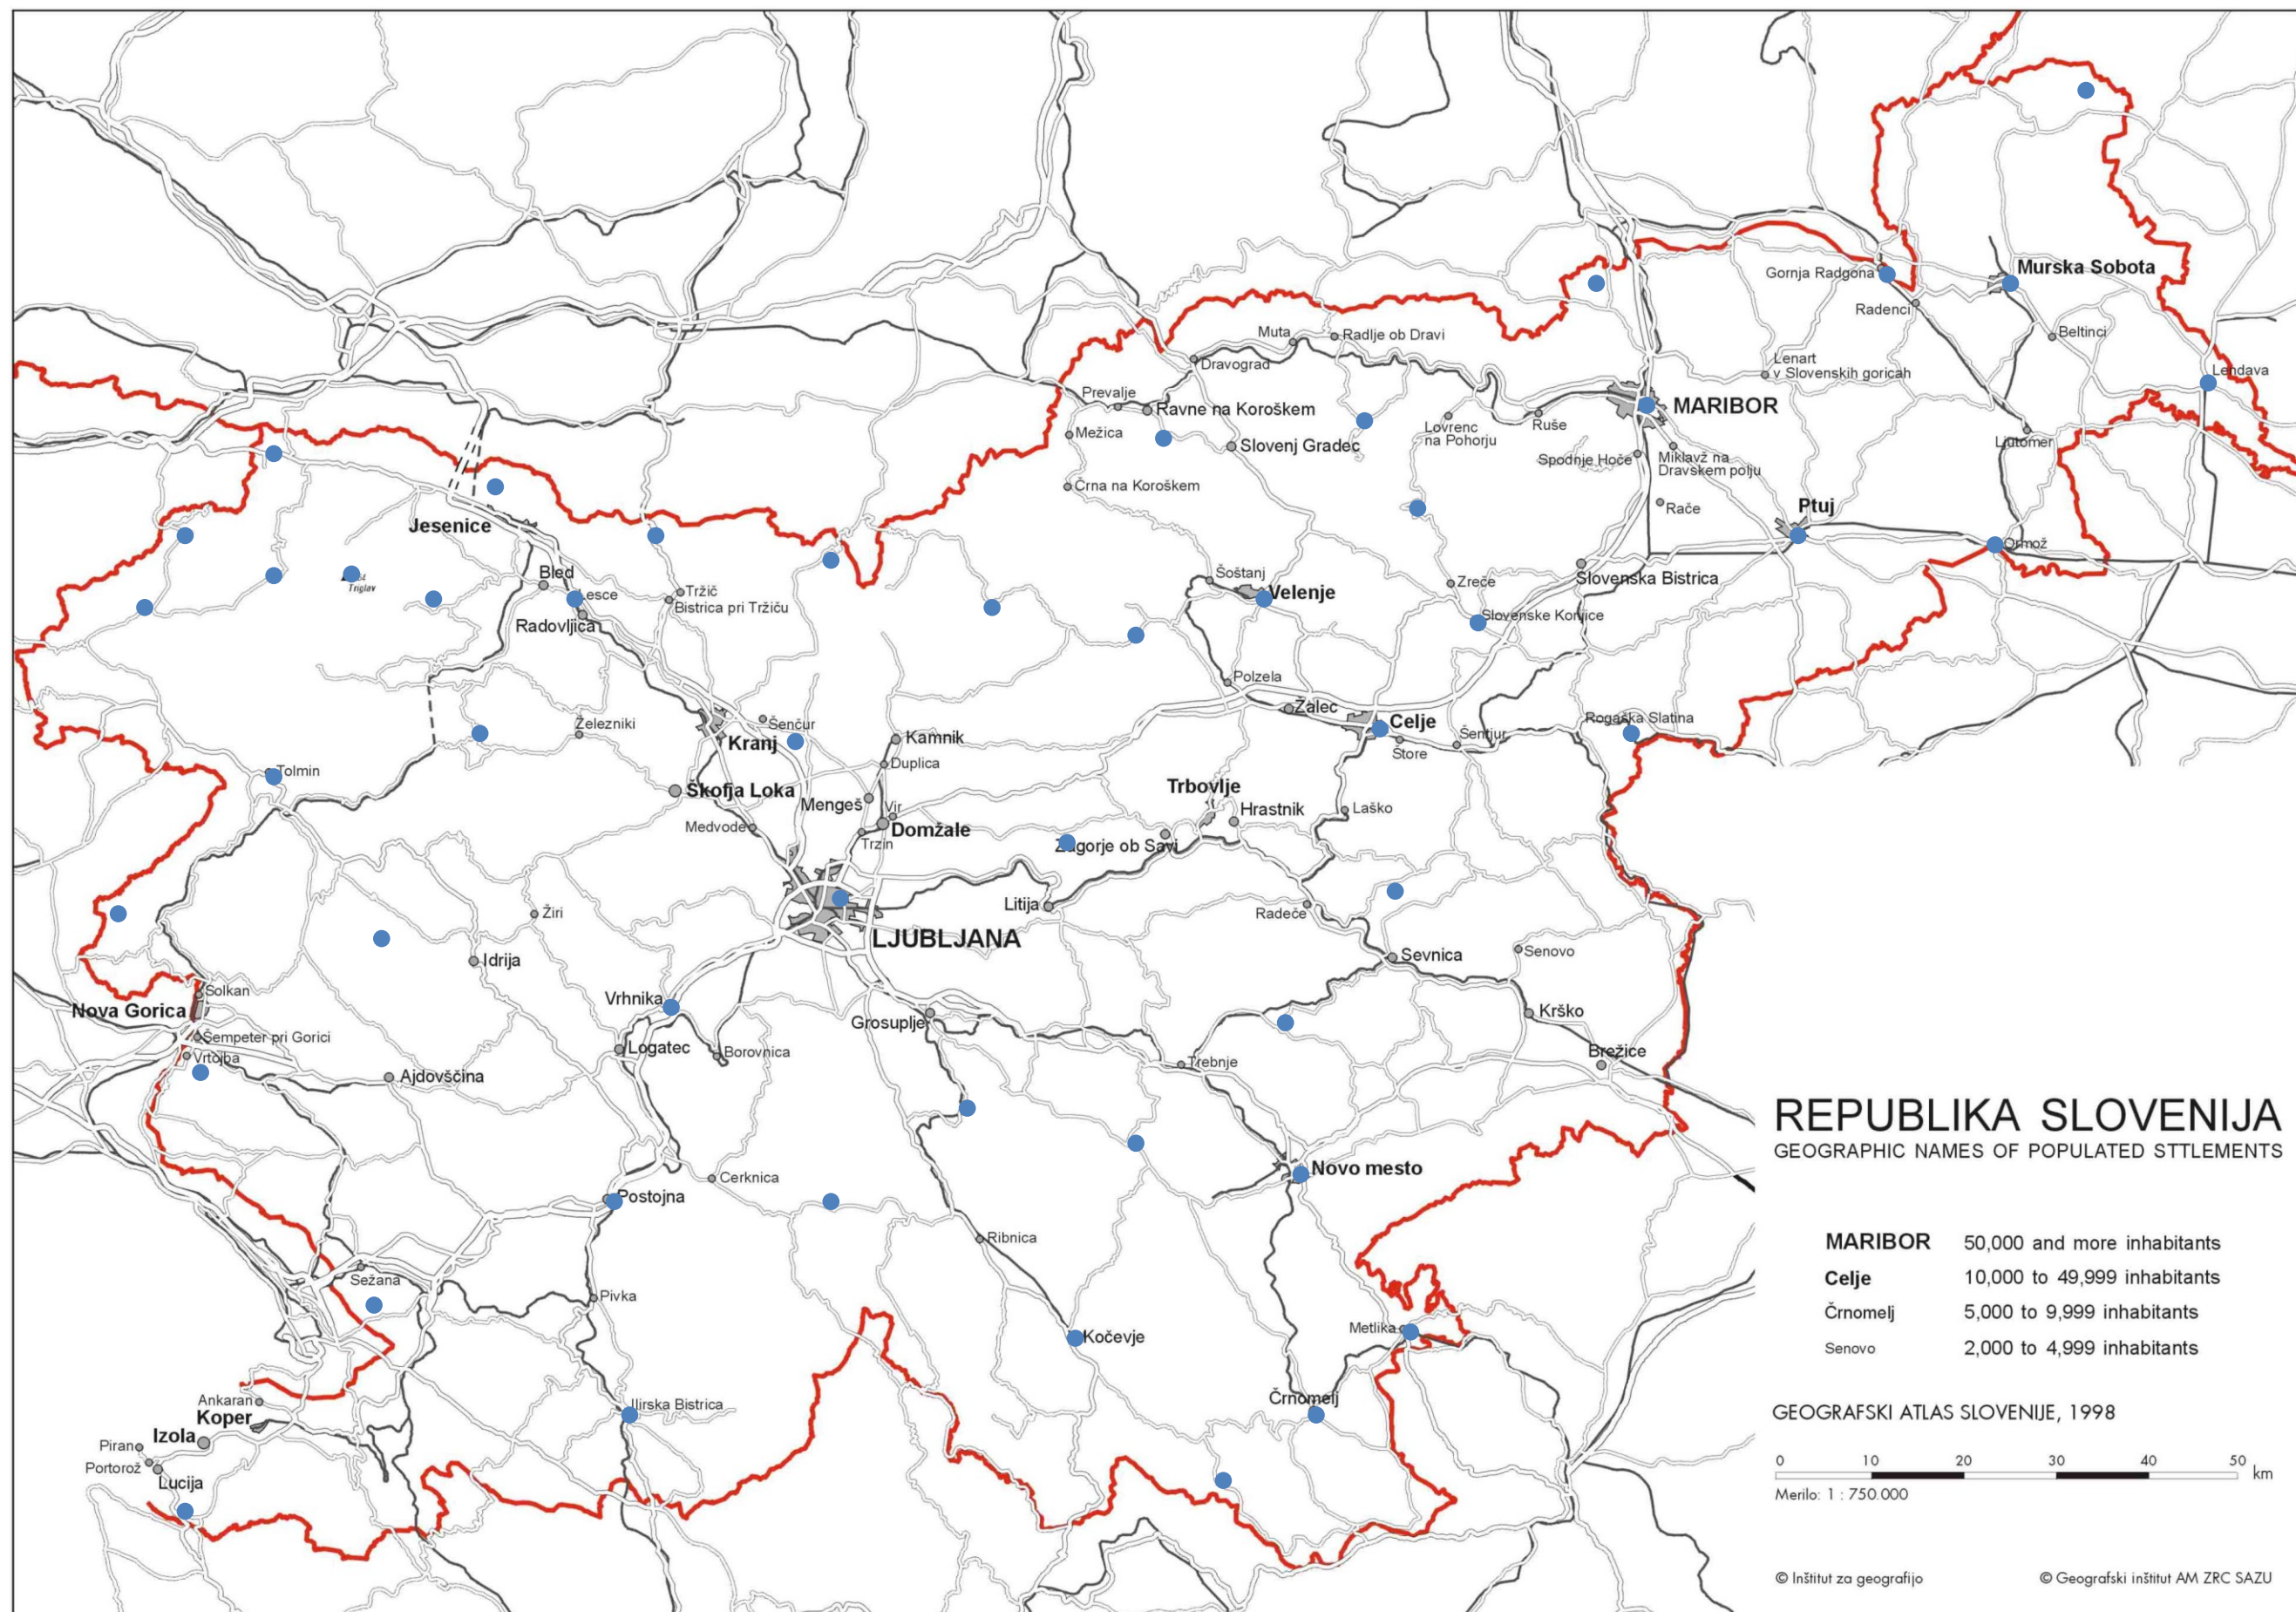 Gornja Radgona
Murska Sobota
Radenci
Muta
Radlje ob Dravi
Beltinci
Dravograd
Lenart
v Slovenskih goricah
Lendava
Prevalje
Ravne na Koroškem
MARIBOR
Mežica
Slovenj Gradec
Lovrenc
na Pohorju
Ruše
Ljutomer
Spodnje Hoče
Miklavž na
Dravskem polju
Črna na Koroškem
Rače
Ptuj
Jesenice
Ormož
Bled
Triglav
Lesce
Tržič
Bistrica pri Tržiču
Radovljica
Šoštanj
Velenje
Zreče
Slovenska Bistrica
Slovenske Konjice
Polzela
Žalec
Celje
Štore
Šentjur
Rogaška Slatina
Železniki
Šenčur
Kranj
Kamnik
Duplica
Tolmin
Škofja Loka
Mengeš
Vir
Domžale
Trzin
Medvode
Trbovlje
Hrastnik
Laško
Zagorje ob Savi
Litija
Radeče
Žiri
LJUBLJANA
Idrija
Sevnica
Senovo
Solkan
Nova Gorica
Vrhnika
Grosuplje
Krško
Šempeter pri Gorici
Vrtojba
Logatec
Borovnica
Trebnje
Brežice
Ajdovščina
REPUBLIKA SLOVENIJA
GEOGRAPHIC NAMES OF POPULATED STTLEMENTS
Novo mesto
Cerknica
Postojna
Ribnica
Sežana
Pivka
Kočevje
Metlika
Ankaran
Koper
Ilirska Bistrica
Črnomelj
Izola
Piran
Portorož
Lucija
MARIBOR 50,000 and more inhabitants
Celje 10,000 to 49,999 inhabitants
Črnomelj 5,000 to 9,999 inhabitants
Senovo 2,000 to 4,999 inhabitants
GEOGRAFSKI ATLAS SLOVENIJE, 1998
0 10 20 30 40 50 km
Merilo: 1 : 750.000
© Inštitut za geografijo © Geografski inštitut AM ZRC SAZU